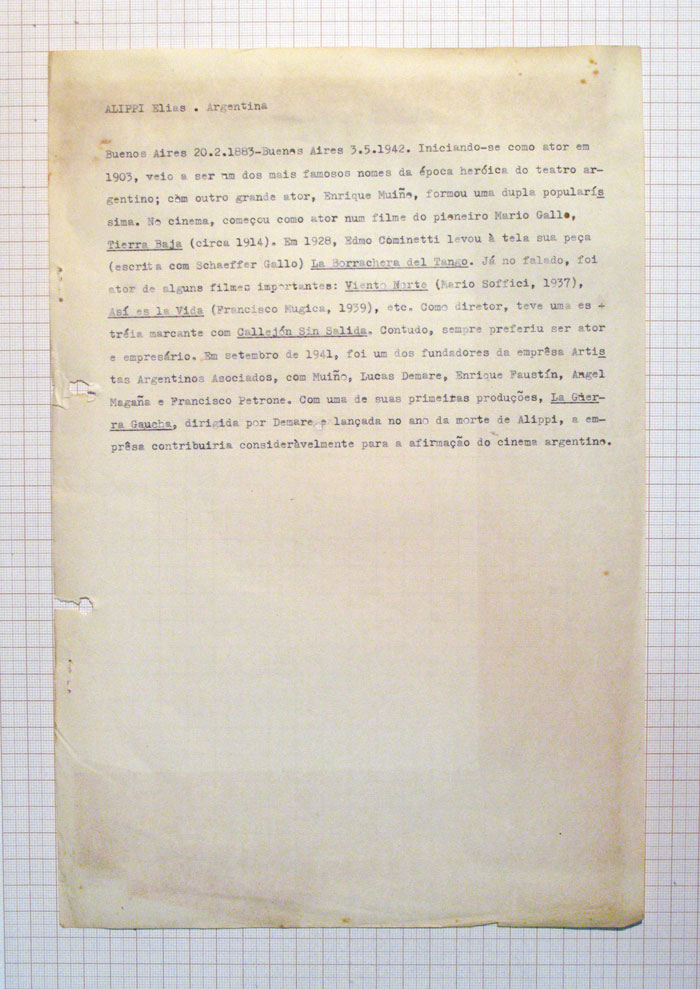 ALIPPI Elias . Argentina
Buenos Aires 20.2.1883-Buenos Aires 3.5.1942. Iniciando-se como ator em
1903, veio a ser um dos mais famosos nomes da época heróica do teatro ar-
gentino; com outro grande ator, Enrique Muiño, formou uma dupla popularís
sima. No cinema, começou como ator num filme do pioneiro Mario Gallo,
Tierra Baja (circa 1914). Em 1928, Edmo Cominetti levou à tela sua peça
(escrita com Schaeffer Gallo) La Borrachera del Tango. Já no falado, foi
ator de alguns filmes importantes: Viento Norte (Mario Soffici, 1937),
Así es la Vida (Francisco Mugica, 1939), etc. Como diretor, teve uma es -
tréia marcante com Callejón Sin Salida. Contudo, sempre preferiu ser ator
e empresário. Em setembro de 1941, foi um dos fundadores da emprêsa Artis
tas Argentinos Asociados, com Muiño, Lucas Demare, Enrique Faustín, Angel
Magaña e Francisco Petrone. Com uma de suas primeiras produções, La Guer-
ra Gaucha, dirigida por Demare e lançada no ano da morte de Alippi, a em-
prêsa contribuiria consideràvelmente para a afirmação do cinema argentino.